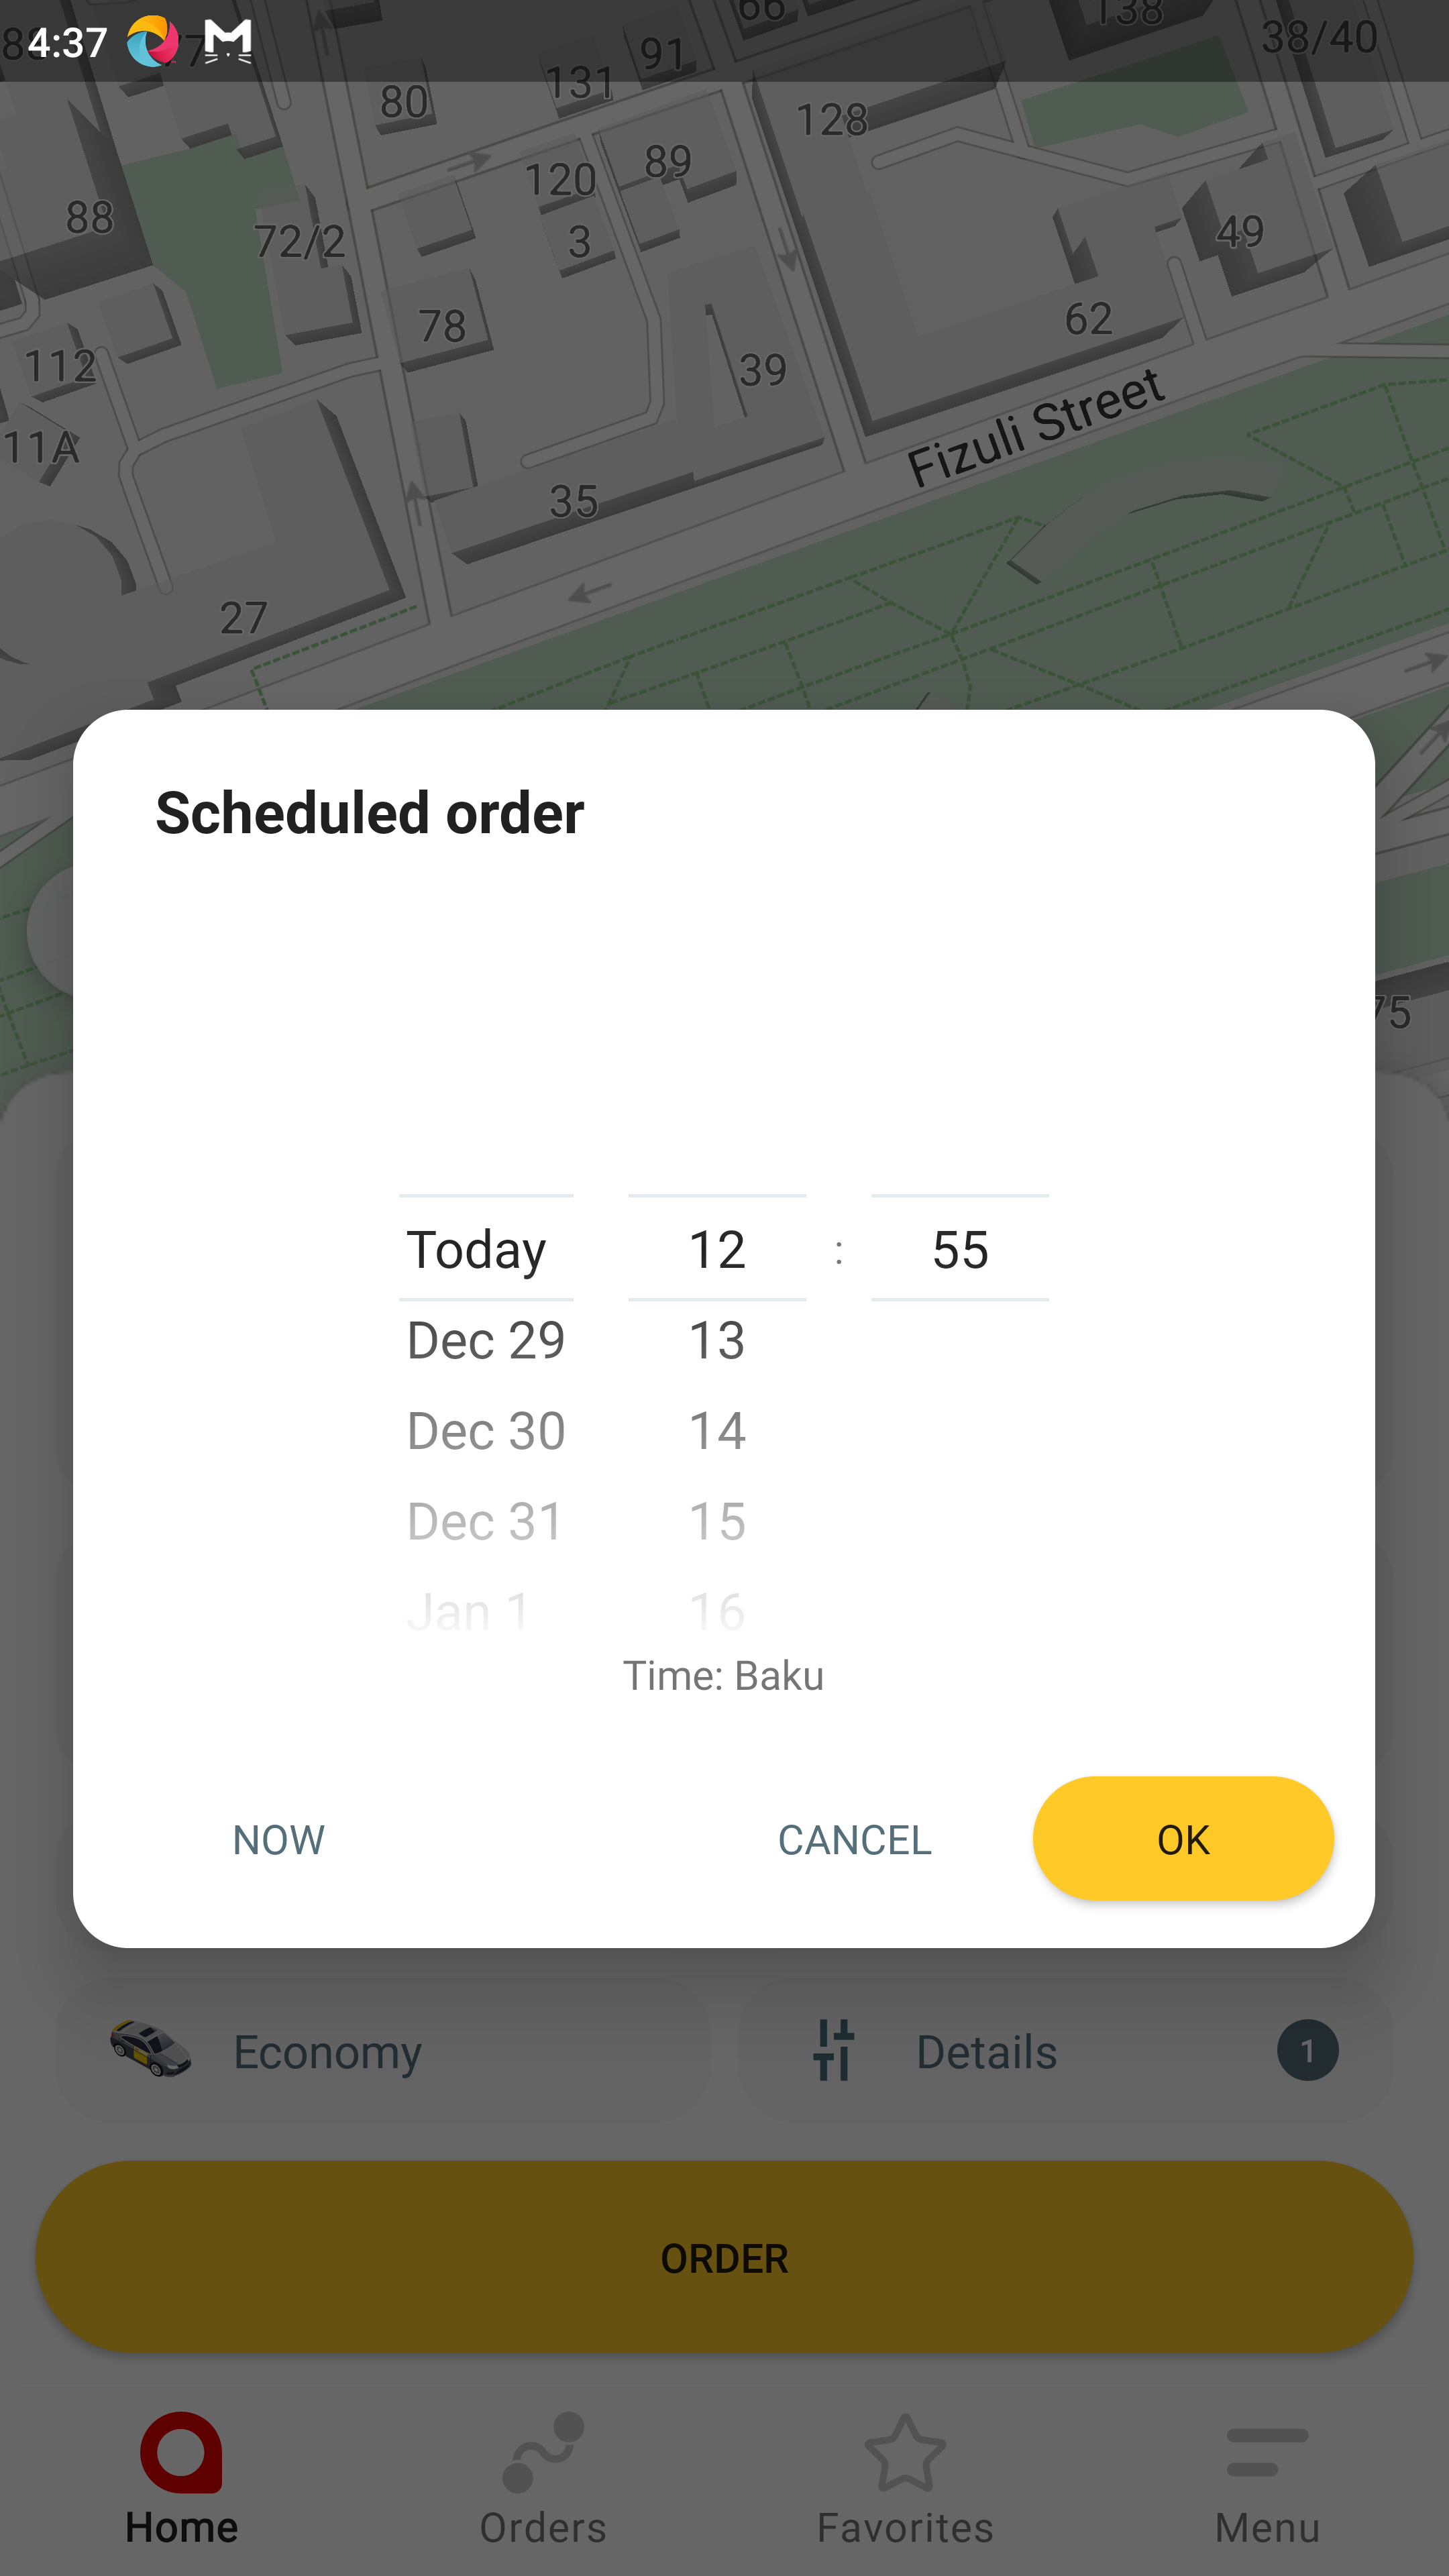 4:37
66
138
38/40
91
131
80
128
120
89
88
72/2
3
49
78
62
112
39
11A
Fizuli Street
35
27
Scheduled order
Today 12 : 55
Dec 29 13
Dec 30 14
Dec 31 15
Jan 1 16
Time: Baku
NOW CANCEL OK
Economy Details 1
ORDER
Home Orders Favorites Menu